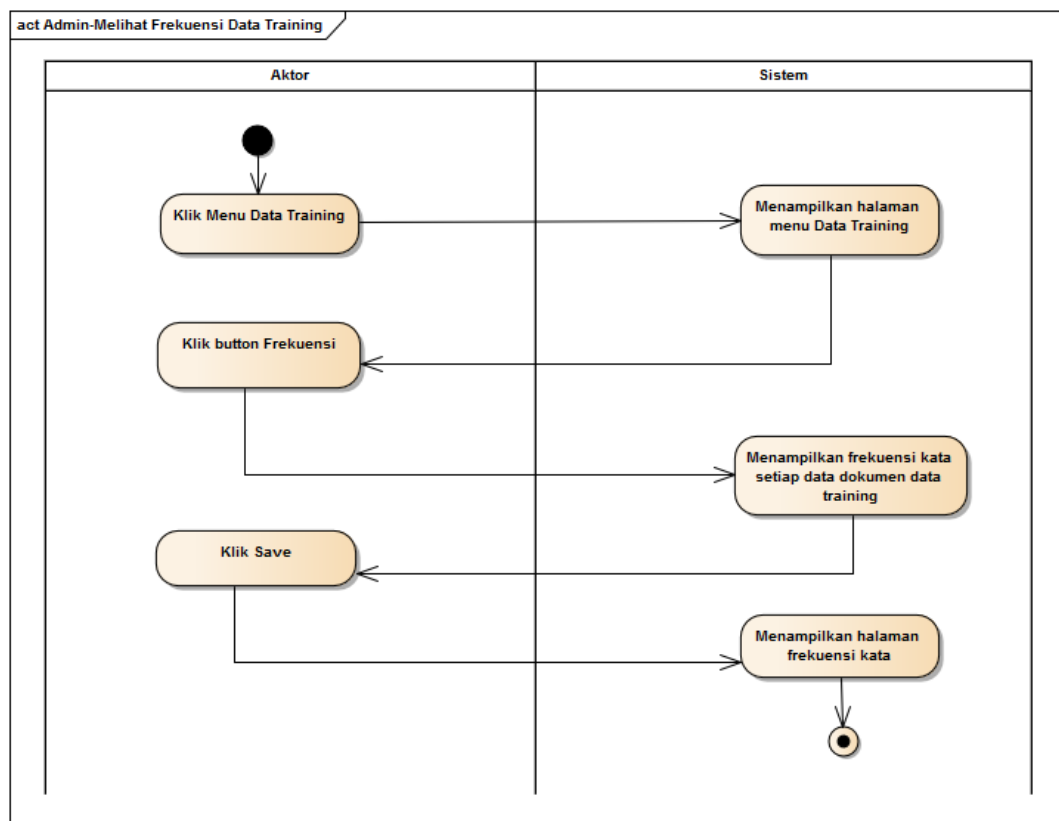 act Admin-Melihat Frekuensi Data Training
Aktor
Sistem
Klik Menu Data Training
Menampilkan halaman
menu Data Training
Klik button Frekuensi
Menampilkan frekuensi kata
setiap data dokumen data
training
Klik Save
Menampilkan halaman
frekuensi kata